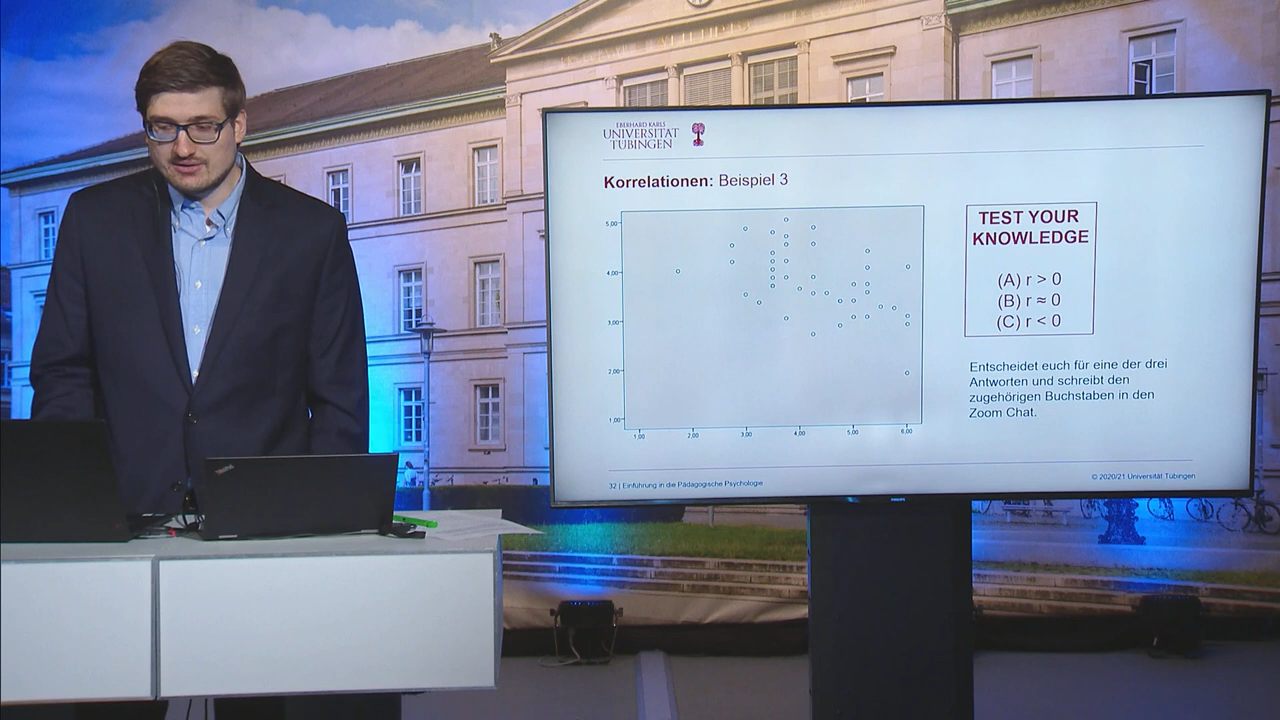 EBERHARD KARLS
UNIVERSITÄT
TÜBINGEN
Korrelationen: Beispiel 3
5,00
4,00
3,00
2,00
1,00
1,00 2,00 3,00 4,00 5,00 6,00
TEST YOUR
KNOWLEDGE
(A) r > 0
(B) r ≈ 0
(C) r < 0
Entscheidet euch für eine der drei
Antworten und schreibt den
zugehörigen Buchstaben in den
Zoom Chat.
32 | Einführung in die Pädagogische Psychologie
© 2020/21 Universität Tübingen
PHILIPS
ThinkPad